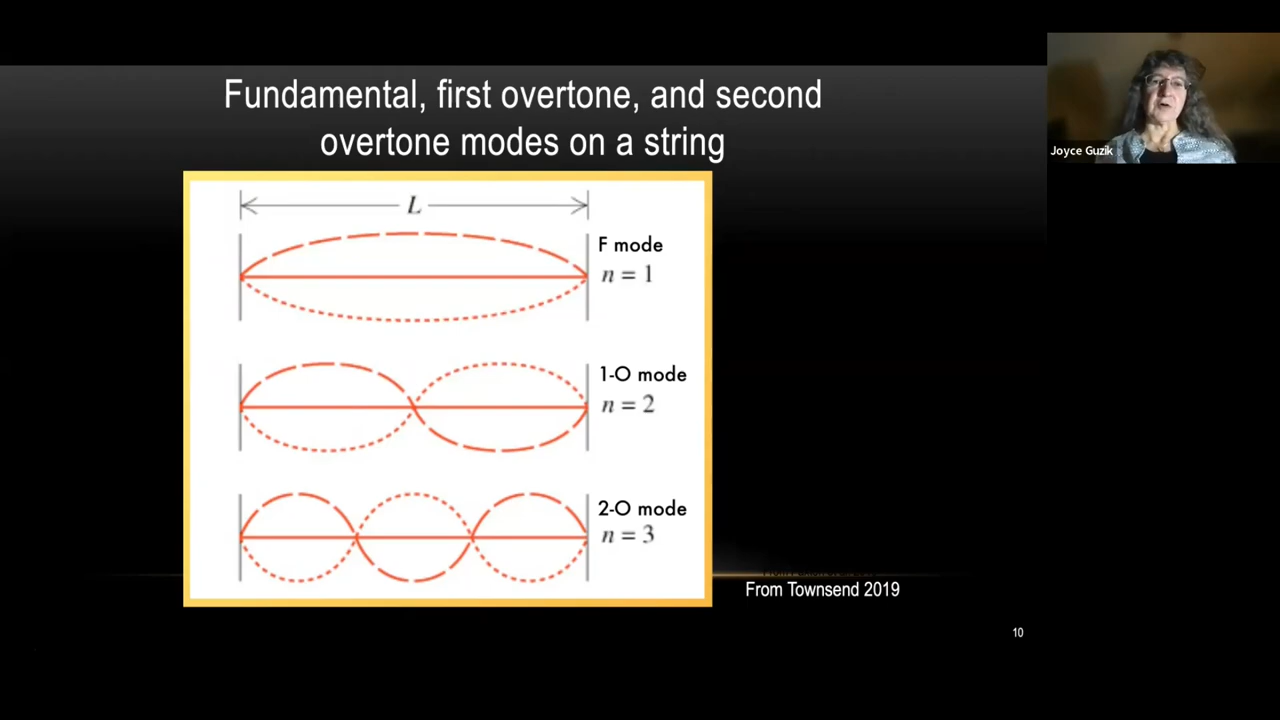 Fundamental, first overtone, and second
overtone modes on a string
Joyce Guzik
L
F mode
n = 1
1-O mode
n = 2
2-O mode
n = 3
From Townsend 2019
10